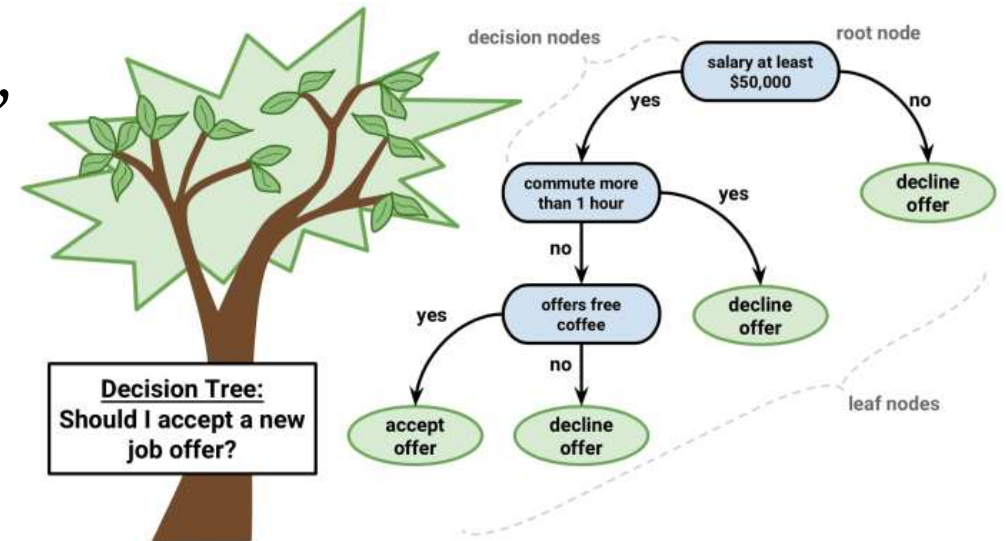 ,
decision nodes
root node
salary at least
$50,000
yes
no
commute more
than 1 hour
yes
decline
offer
no
offers free
coffee
decline
offer
yes
no
accept
offer
decline
offer
leaf nodes
Decision Tree:
Should I accept a new
job offer?